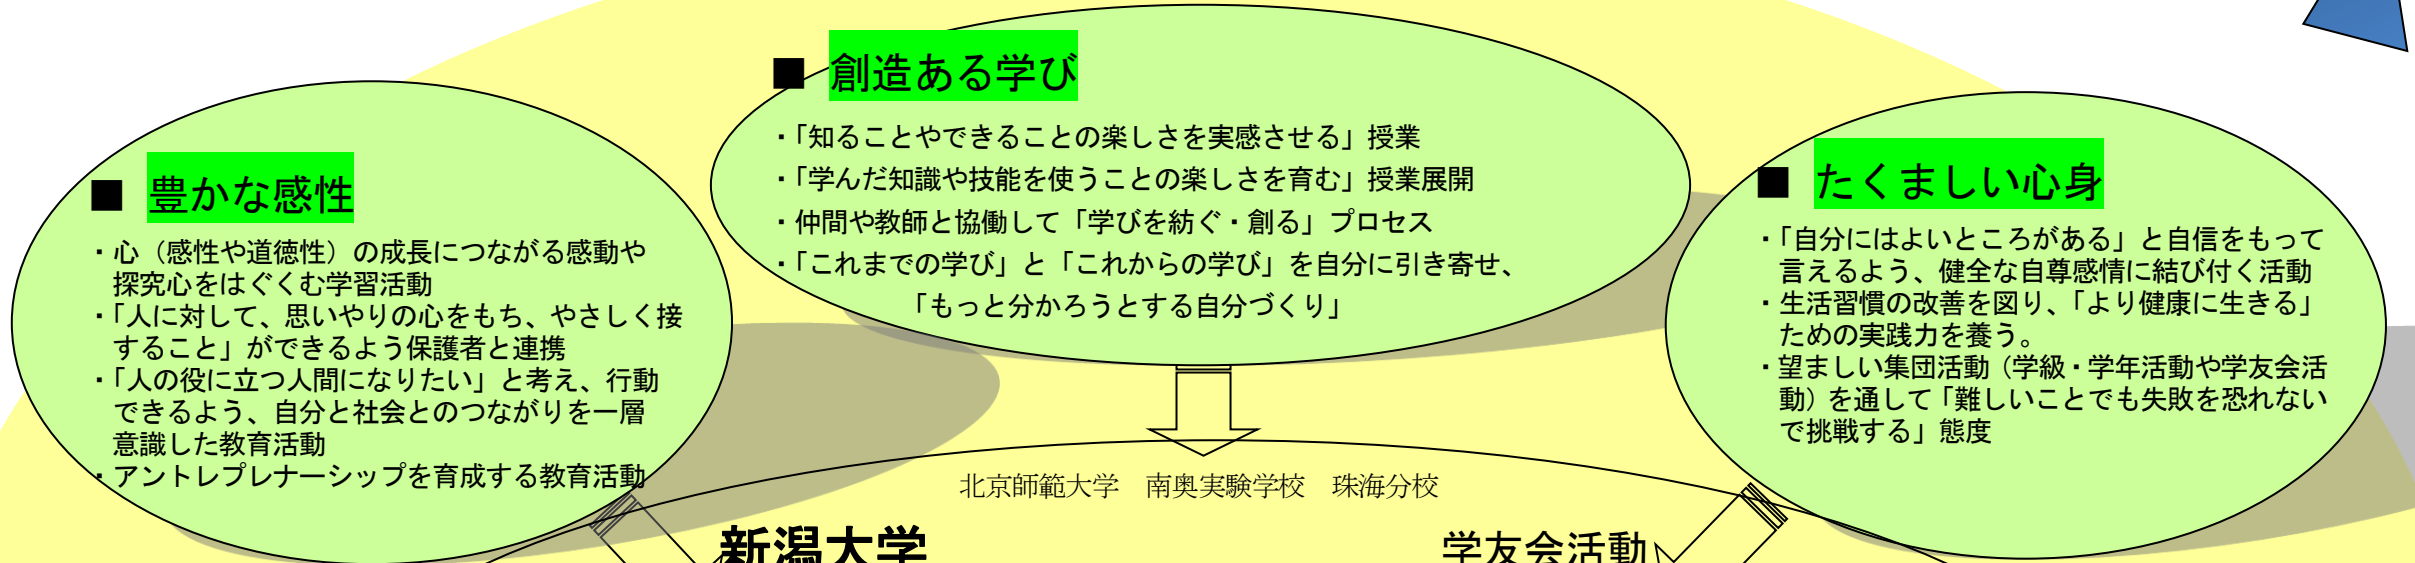 ■ 豊かな感性
・心（感性や道徳性）の成長につながる感動や
探究心をはぐくむ学習活動
・「人に対して、思いやりの心をもち、やさしく接
すること」ができるよう保護者と連携
・「人の役に立つ人間になりたい」と考え、行動
できるよう、自分と社会とのつながりを一層
意識した教育活動
・アントレプレナーシップを育成する教育活動
■ 創造ある学び
・「知ることやできることの楽しさを実感させる」授業
・「学んだ知識や技能を使うことの楽しさを育む」授業展開
・仲間や教師と協働して「学びを紡ぐ・創る」プロセス
・「これまでの学び」と「これからの学び」を自分に引き寄せ、
「もっと分かろうとする自分づくり」
■ たくましい心身
・「自分にはよいところがある」と自信をもって
言えるよう、健全な自尊感情に結び付く活動
・生活習慣の改善を図り、「より健康に生きる」
ための実践力を養う。
・望ましい集団活動（学級・学年活動や学友会活
動）を通して「難しいことでも失敗を恐れない
で挑戦する」態度
北京師範大学　南奥実験学校　珠海分校
新潟大学
学友会活動